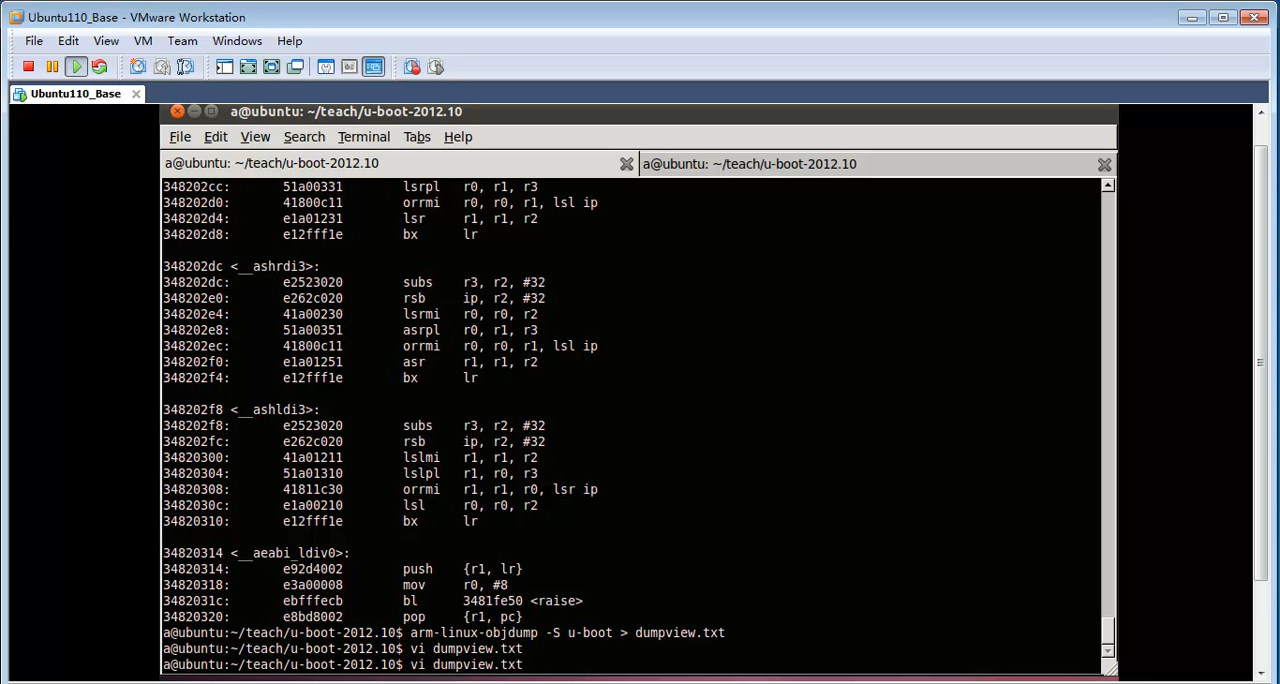 Ubuntu110_Base - VMware Workstation
File Edit View VM Team Windows Help
Ubuntu110_Base
a@ubuntu: ~/teach/u-boot-2012.10
File Edit View Search Terminal Tabs Help
a@ubuntu: ~/teach/u-boot-2012.10 a@ubuntu: ~/teach/u-boot-2012.10
348202cc: 51a00331 lsrpl r0, r1, r3
348202d0: 41800c11 orrmi r0, r0, r1, lsl ip
348202d4: e1a01231 lsr r1, r1, r2
348202d8: e12fff1e bx lr
348202dc <__ashrdi3>:
348202dc: e2523020 subs r3, r2, #32
348202e0: e262c020 rsb ip, r2, #32
348202e4: 41a00230 lsrmi r0, r0, r2
348202e8: 51a00351 asrpl r0, r1, r3
348202ec: 41800c11 orrmi r0, r0, r1, lsl ip
348202f0: e1a01251 asr r1, r1, r2
348202f4: e12fff1e bx lr
348202f8 <__ashldi3>:
348202f8: e2523020 subs r3, r2, #32
348202fc: e262c020 rsb ip, r2, #32
34820300: 41a01211 lslmi r1, r1, r2
34820304: 51a01310 lslpl r1, r0, r3
34820308: 41811c30 orrmi r1, r1, r0, lsr ip
3482030c: e1a00210 lsl r0, r0, r2
34820310: e12fff1e bx lr
34820314 <__aeabi_ldiv0>:
34820314: e92d4002 push {r1, lr}
34820318: e3a00008 mov r0, #8
3482031c: ebfffecb bl 3481fe50 <raise>
34820320: e8bd8002 pop {r1, pc}
a@ubuntu:~/teach/u-boot-2012.10$ arm-linux-objdump -S u-boot > dumpview.txt
a@ubuntu:~/teach/u-boot-2012.10$ vi dumpview.txt
a@ubuntu:~/teach/u-boot-2012.10$ vi dumpview.txt